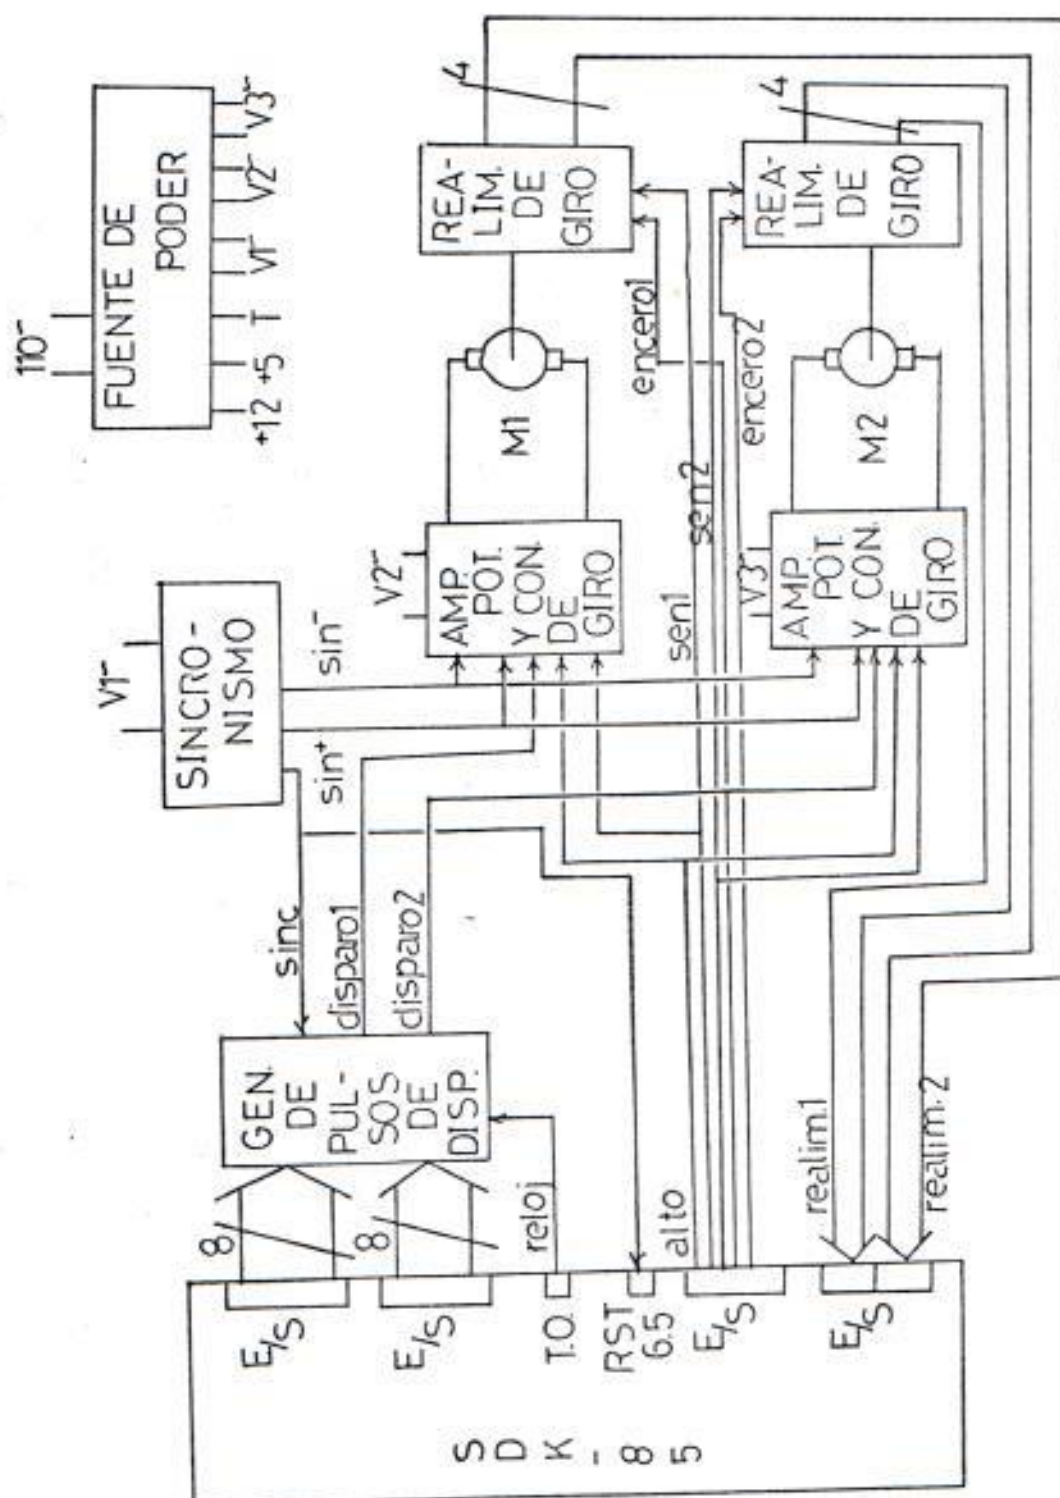 110~
FUENTE DE
PODER
+12 +5 T V1~ V2~ V3~
V1~
SINCRO-
NISMO
sinc
sin+
sin-
GEN.
DE
PUL-
SOS
DE
DISP.
disparo1
disparo2
8
8
reloj
alto
V2~
AMP.
POT.
Y CON.
DE
GIRO
M1
REA-
LIM.
DE
GIRO
4
encero1
sen1
sen2
encero2
V3~
AMP.
POT.
Y CON.
DE
GIRO
M2
REA-
LIM.
DE
GIRO
4
realim.1
realim.2
E/S
E/S
T.O.
RST
6.5
E/S
E/S
SDK-85